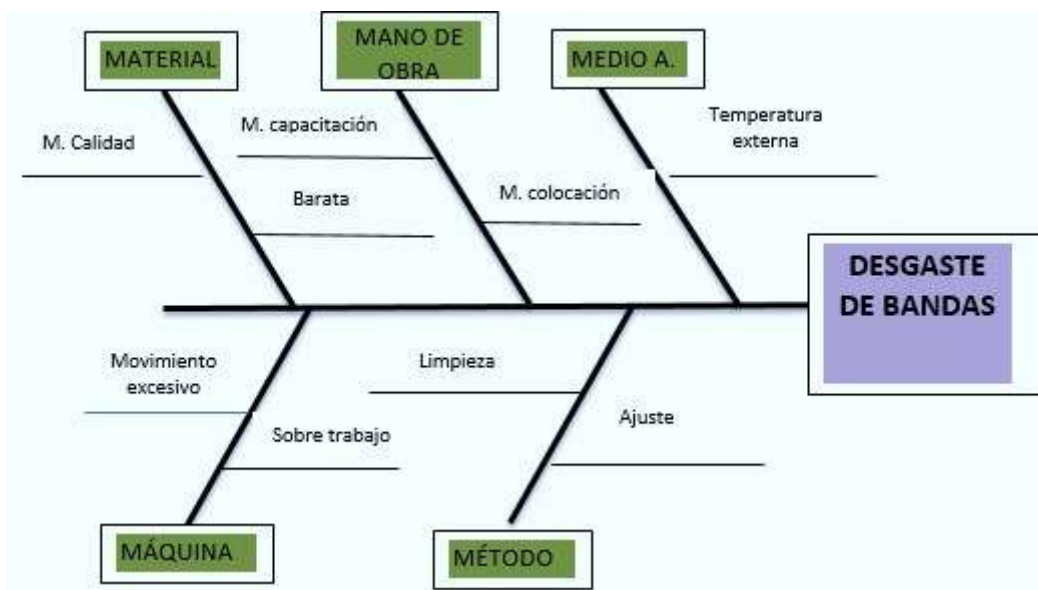 MATERIAL
MANO DE
OBRA
MEDIO A.
M. Calidad
M. capacitación
Barata
M. colocación
Temperatura
externa
DESGASTE
DE BANDAS
Movimiento
excesivo
Sobre trabajo
Limpieza
Ajuste
MÁQUINA
MÉTODO